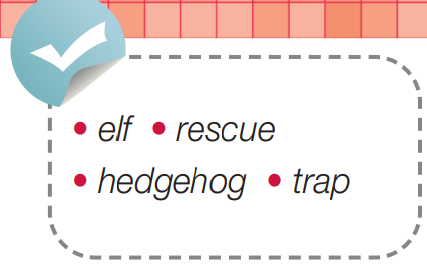 • elf • rescue
• hedgehog • trap